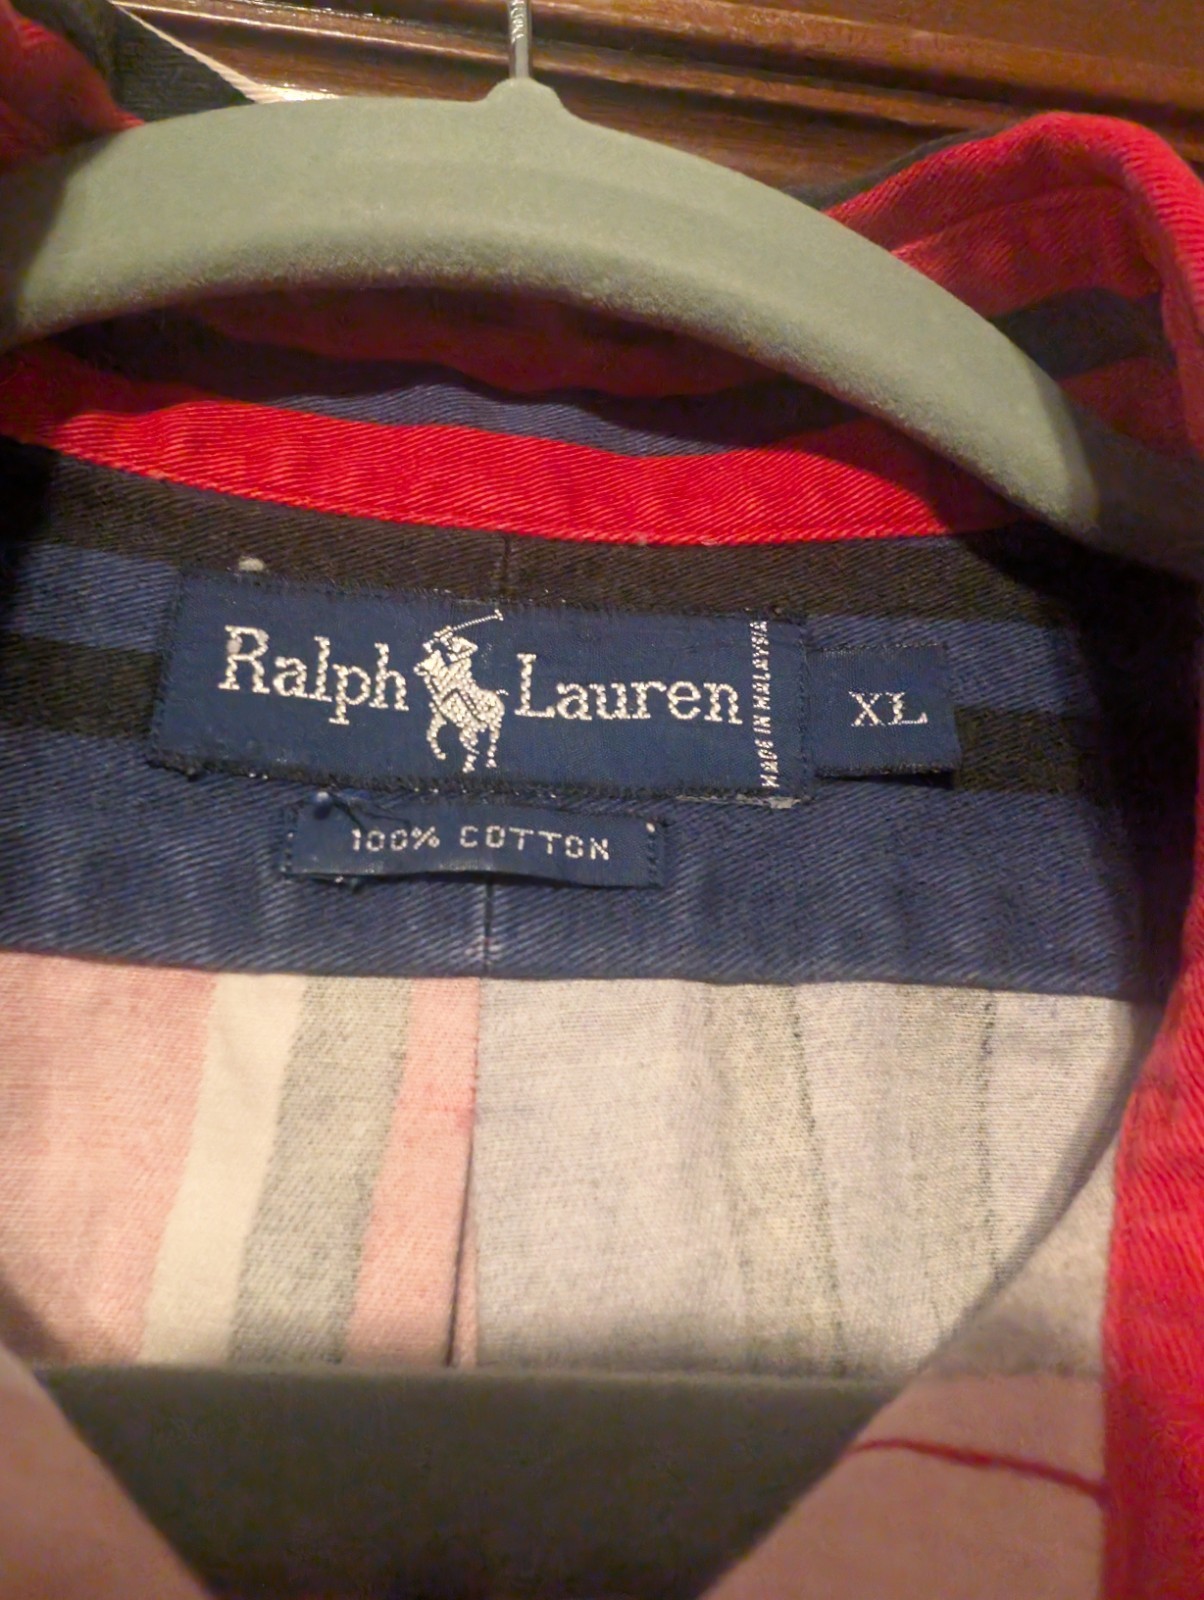 Ralph Lauren
MADE IN MALAYSIA
XL
100% COTTON